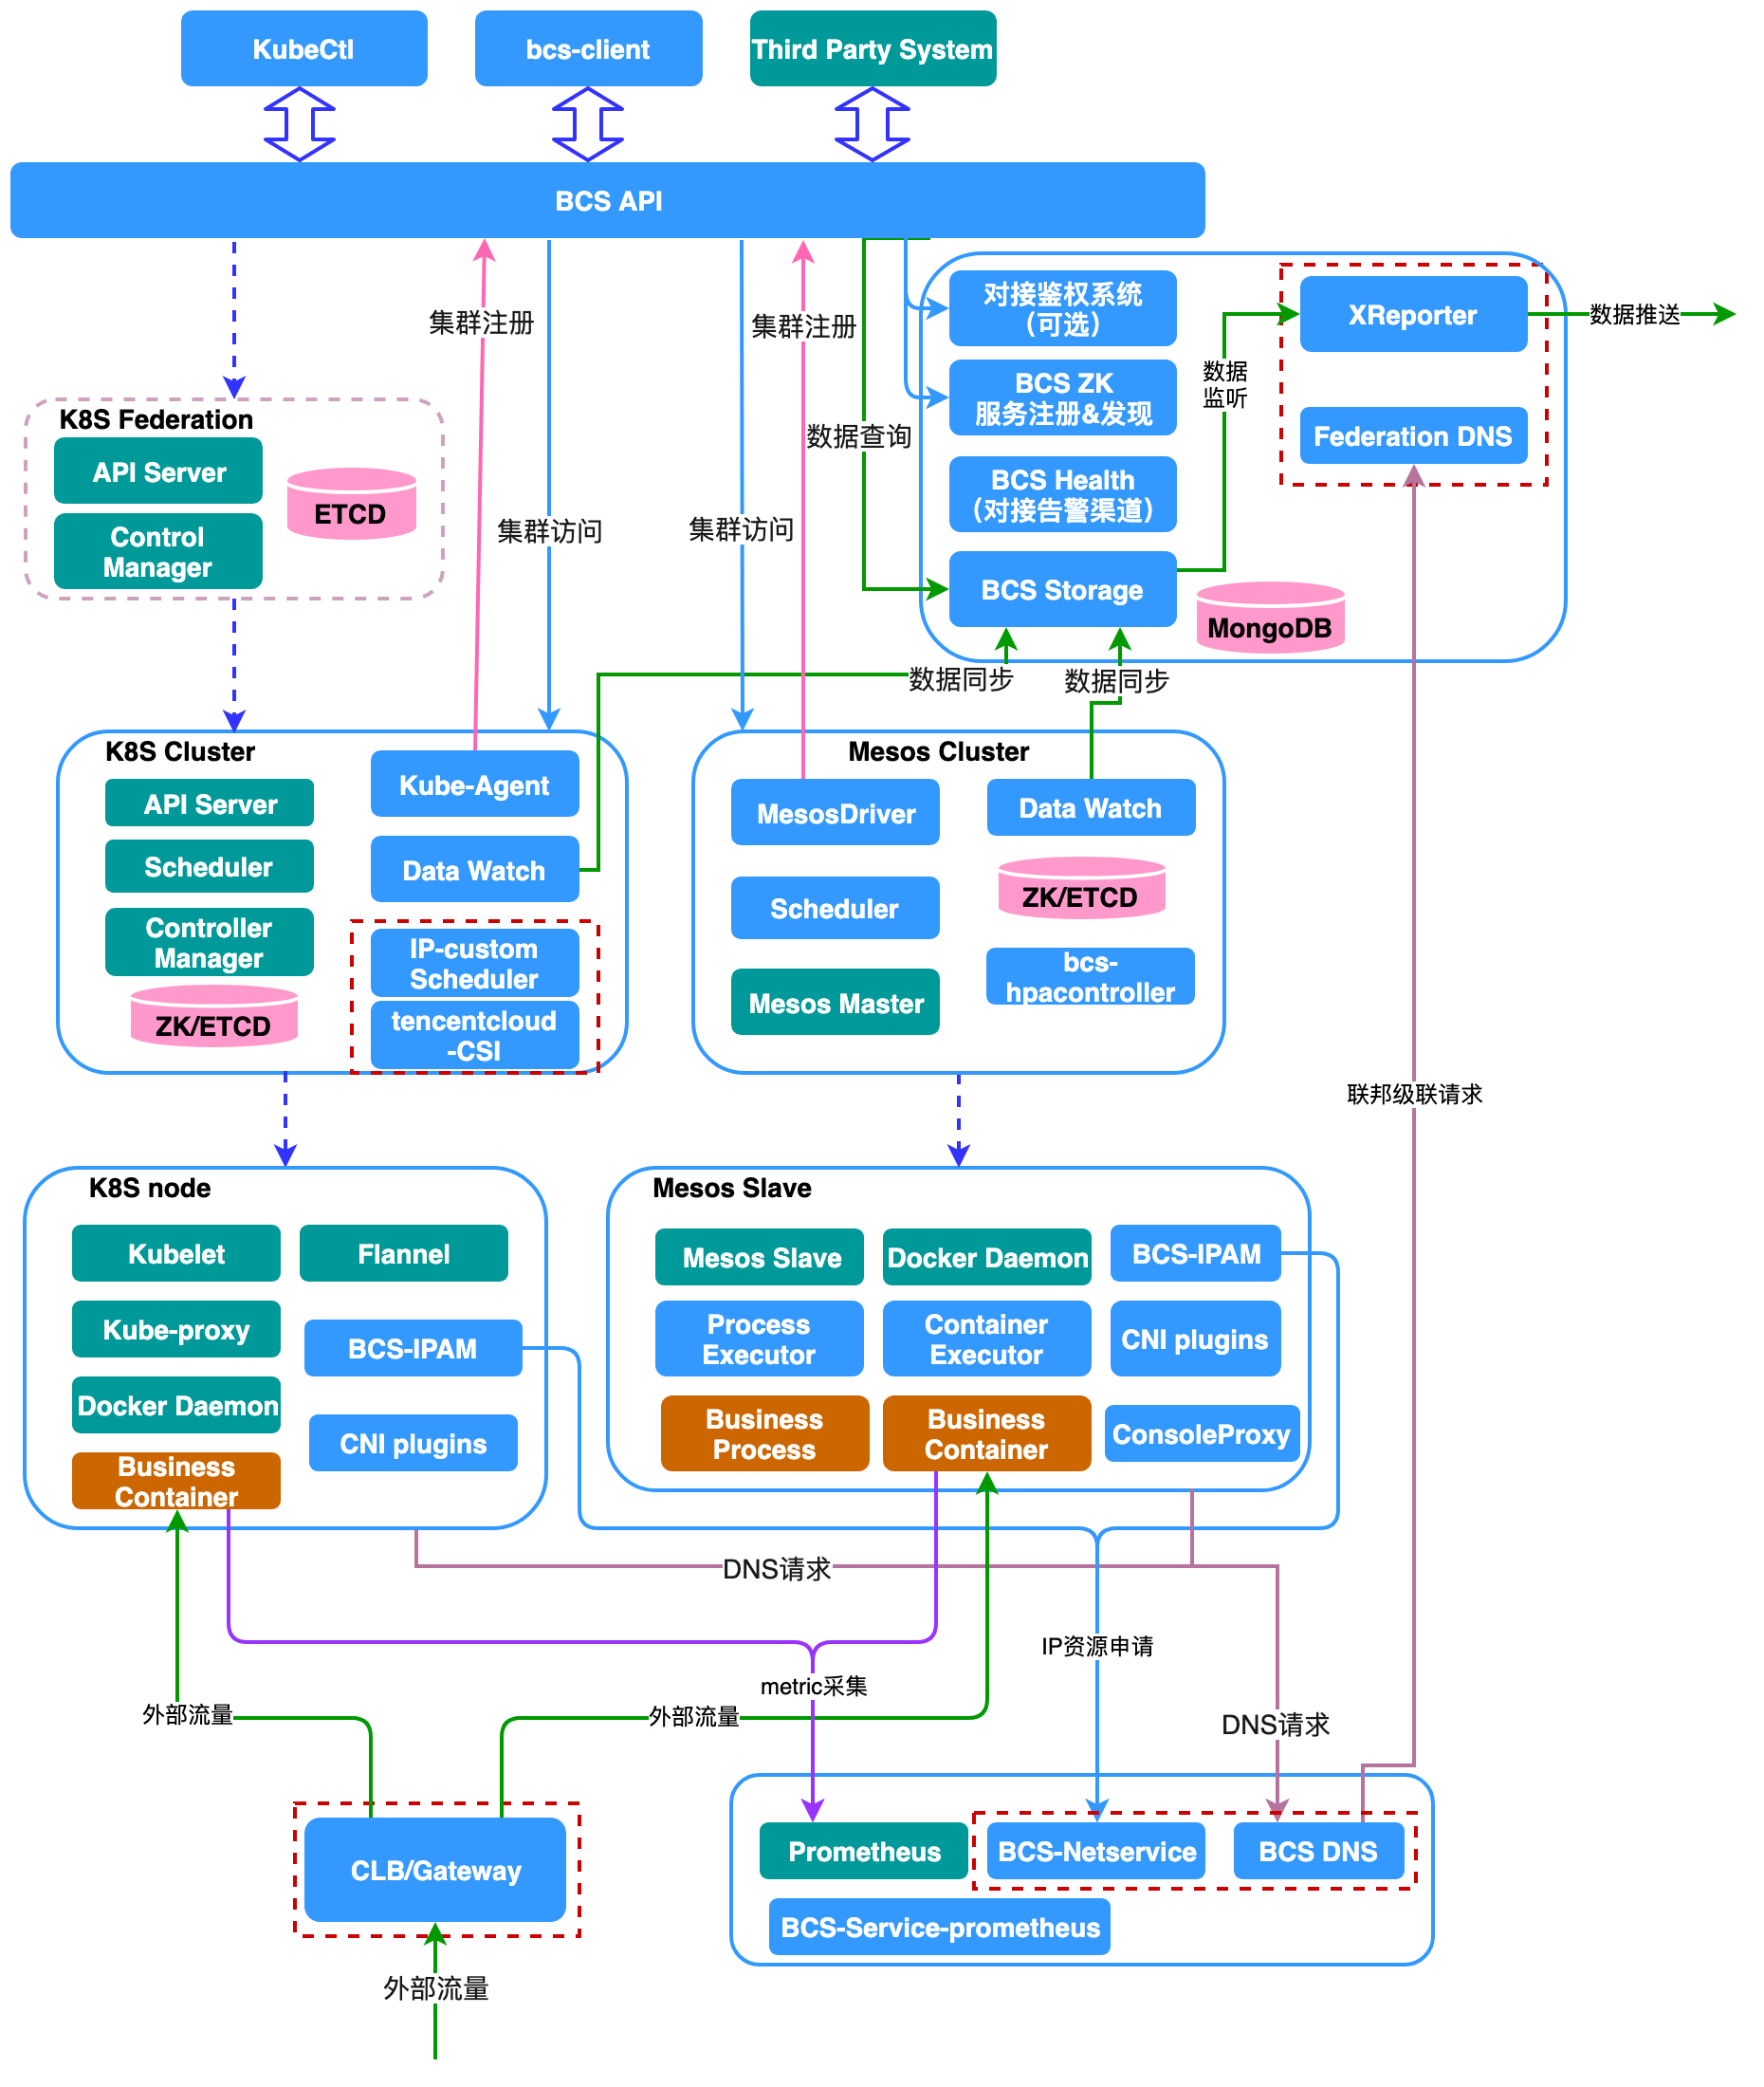 KubeCtl
bcs-client
Third Party System
BCS API
集群注册
集群注册
对接鉴权系统
（可选）
XReporter
数据推送
数据
监听
BCS ZK
服务注册&发现
数据查询
Federation DNS
K8S Federation
API Server
ETCD
Control
Manager
BCS Health
（对接告警渠道）
集群访问
集群访问
BCS Storage
MongoDB
数据同步
数据同步
K8S Cluster
API Server
Scheduler
Controller
Manager
ZK/ETCD
Kube-Agent
Data Watch
IP-custom
Scheduler
tencentcloud
-CSI
Mesos Cluster
MesosDriver
Data Watch
Scheduler
ZK/ETCD
Mesos Master
bcs-
hpacontroller
联邦级联请求
K8S node
Kubelet
Flannel
Kube-proxy
BCS-IPAM
Docker Daemon
CNI plugins
Business
Container
Mesos Slave
Mesos Slave
Docker Daemon
BCS-IPAM
Process
Executor
Container
Executor
CNI plugins
Business
Process
Business
Container
ConsoleProxy
DNS请求
IP资源申请
metric采集
外部流量
外部流量
DNS请求
CLB/Gateway
Prometheus
BCS-Netservice
BCS DNS
BCS-Service-prometheus
外部流量